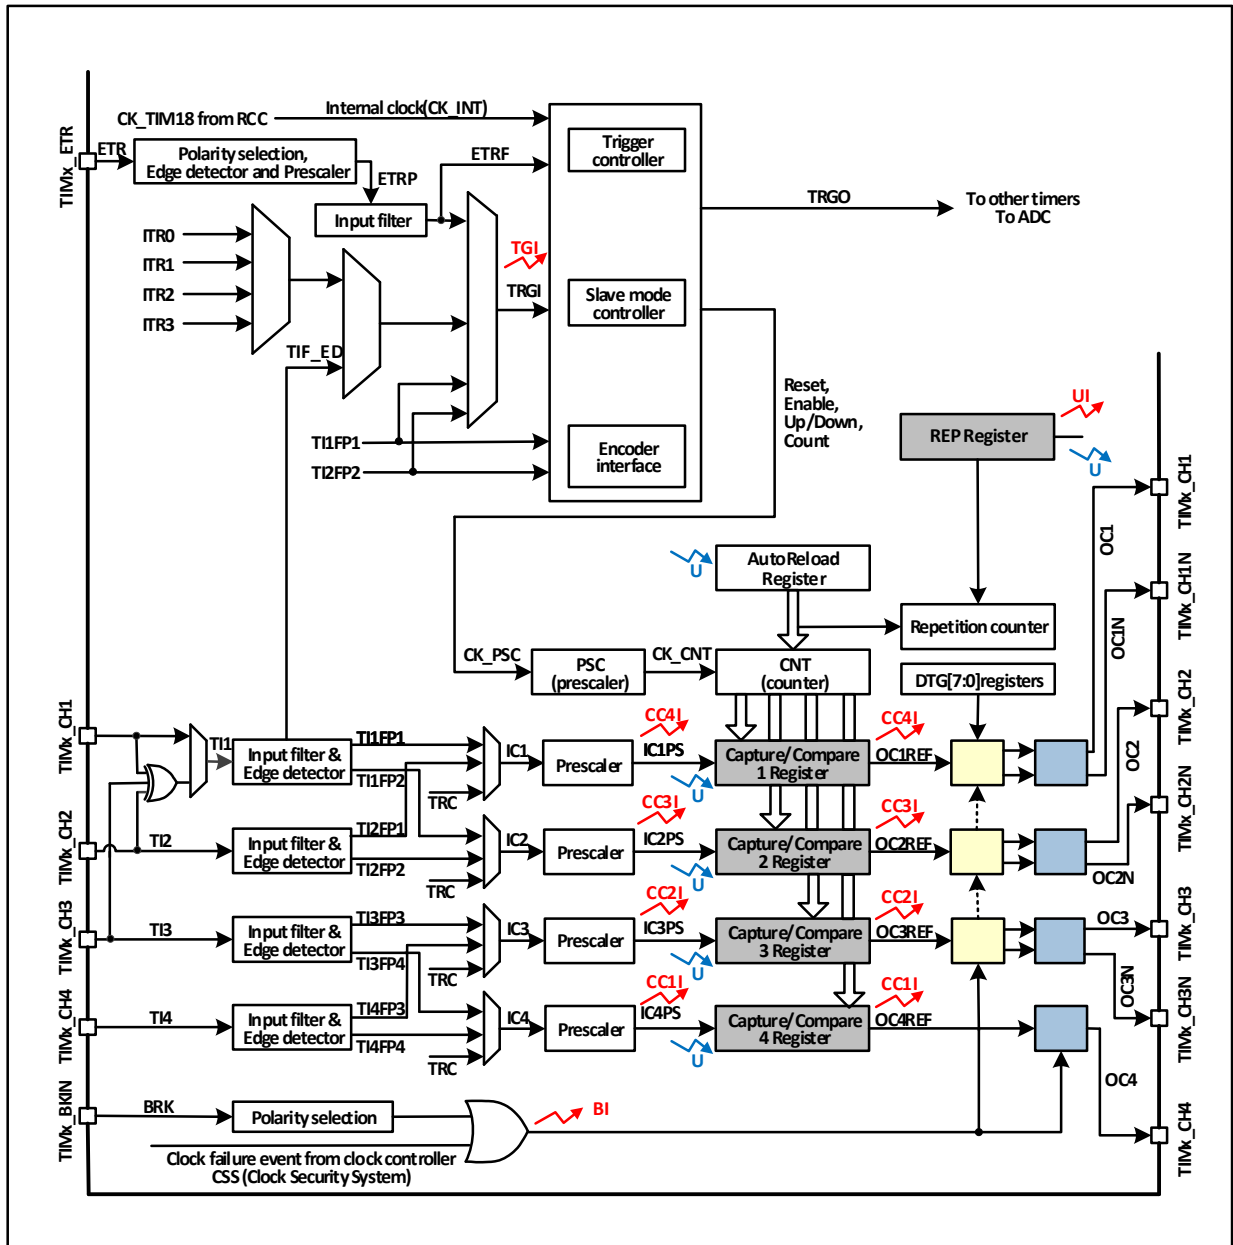 Internal clock(CK_INT)
CK_TIM18 from RCC
TIMx_ETR
ETR
Polarity selection,
Edge detector and Prescaler
ETRP
ETRF
Input filter
Trigger
controller
TRGO
To other timers
To ADC
ITR0
ITR1
ITR2
ITR3
TGI
TRGI
Slave mode
controller
TIF_ED
Reset,
Enable,
Up/Down,
Count
TI1FP1
TI2FP2
Encoder
interface
UI
REP Register
U
TIMx_CH1
OC1
U
AutoReload
Register
TIMx_CH1N
OC1N
Repetition counter
CK_PSC
PSC
(prescaler)
CK_CNT
CNT
(counter)
DTG[7:0]registers
TIMx_CH2
OC2
TIMx_CH1
TI1
Input filter &
Edge detector
TI1FP1
TI1FP2
TRC
IC1
Prescaler
CC4I
IC1PS
U
Capture/Compare
1 Register
CC4I
OC1REF
TIMx_CH2N
OC2N
TIMx_CH2
TI2
Input filter &
Edge detector
TI2FP1
TI2FP2
TRC
IC2
Prescaler
CC3I
IC2PS
U
Capture/Compare
2 Register
CC3I
OC2REF
TIMx_CH3
TI3
Input filter &
Edge detector
TI3FP3
TI3FP4
TRC
IC3
Prescaler
CC2I
IC3PS
U
Capture/Compare
3 Register
CC2I
OC3REF
OC3
TIMx_CH3
OC3N
TIMx_CH3N
TIMx_CH4
TI4
Input filter &
Edge detector
TI4FP3
TI4FP4
TRC
IC4
Prescaler
CC1I
IC4PS
U
Capture/Compare
4 Register
CC1I
OC4REF
OC4
TIMx_CH4
TIMx_BKIN
BRK
Polarity selection
BI
Clock failure event from clock controller
CSS (Clock Security System)